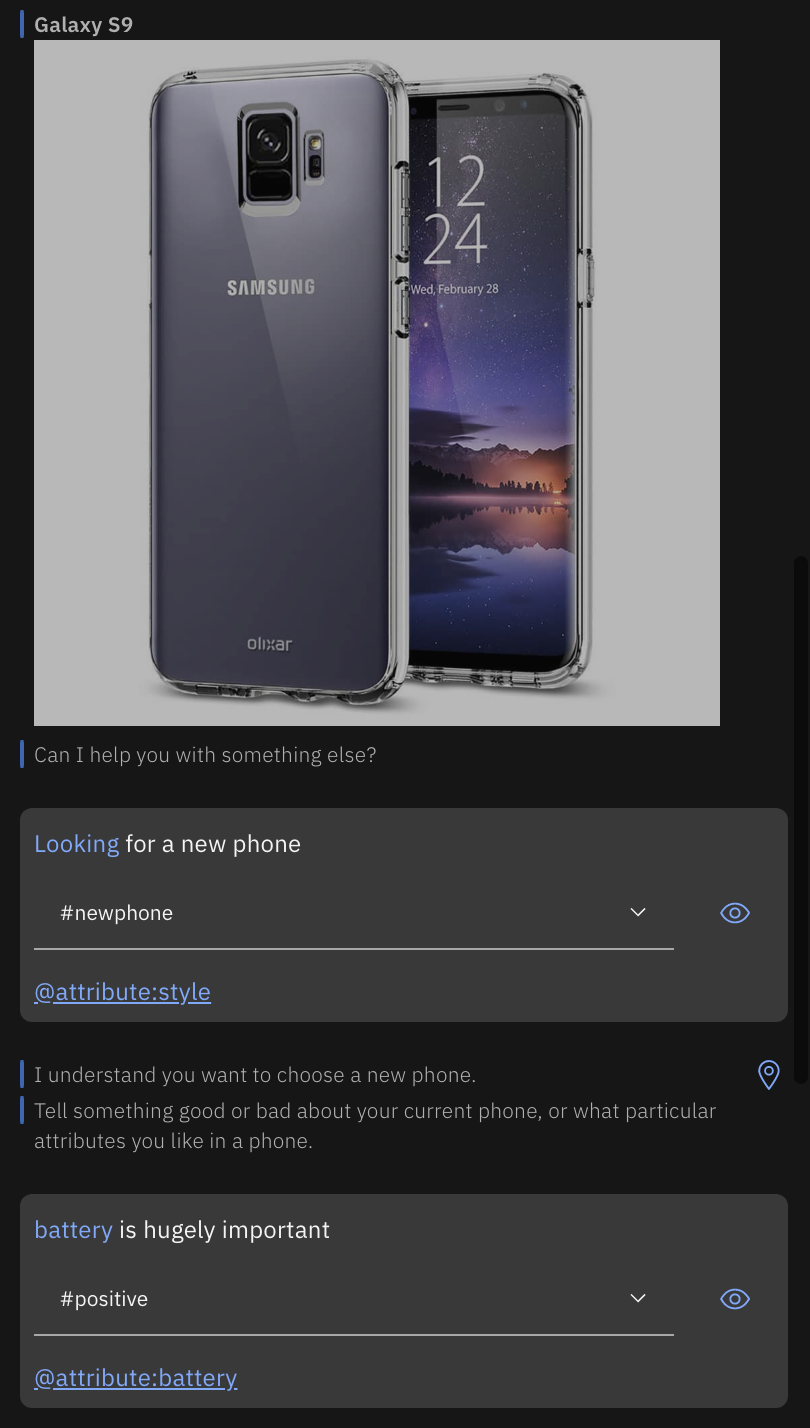 Galaxy S9
12
24
Wed, February 28
SAMSUNG
olixar
Can I help you with something else?
Looking for a new phone
#newphone
@attribute:style
I understand you want to choose a new phone.
Tell something good or bad about your current phone, or what particular
attributes you like in a phone.
battery is hugely important
#positive
@attribute:battery